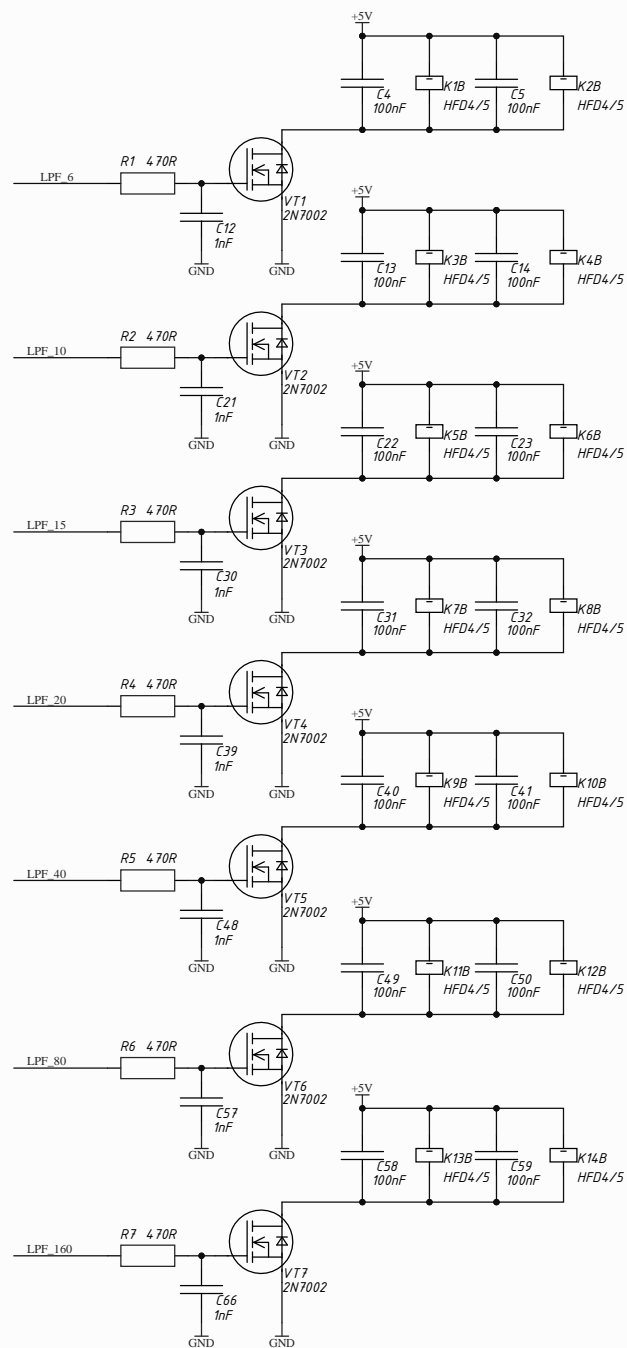 +5V
C4
100nF
K1B
HFD4/5
C5
100nF
K2B
HFD4/5
R1 470R
LPF_6
VT1
2N7002
C12
1nF
GND
GND
+5V
C13
100nF
K3B
HFD4/5
C14
100nF
K4B
HFD4/5
R2 470R
LPF_10
VT2
2N7002
C21
1nF
GND
GND
+5V
C22
100nF
K5B
HFD4/5
C23
100nF
K6B
HFD4/5
R3 470R
LPF_15
VT3
2N7002
C30
1nF
GND
GND
+5V
C31
100nF
K7B
HFD4/5
C32
100nF
K8B
HFD4/5
R4 470R
LPF_20
VT4
2N7002
C39
1nF
GND
GND
+5V
C40
100nF
K9B
HFD4/5
C41
100nF
K10B
HFD4/5
R5 470R
LPF_40
VT5
2N7002
C48
1nF
GND
GND
+5V
C49
100nF
K11B
HFD4/5
C50
100nF
K12B
HFD4/5
R6 470R
LPF_80
VT6
2N7002
C57
1nF
GND
GND
+5V
C58
100nF
K13B
HFD4/5
C59
100nF
K14B
HFD4/5
R7 470R
LPF_160
VT7
2N7002
C66
1nF
GND
GND